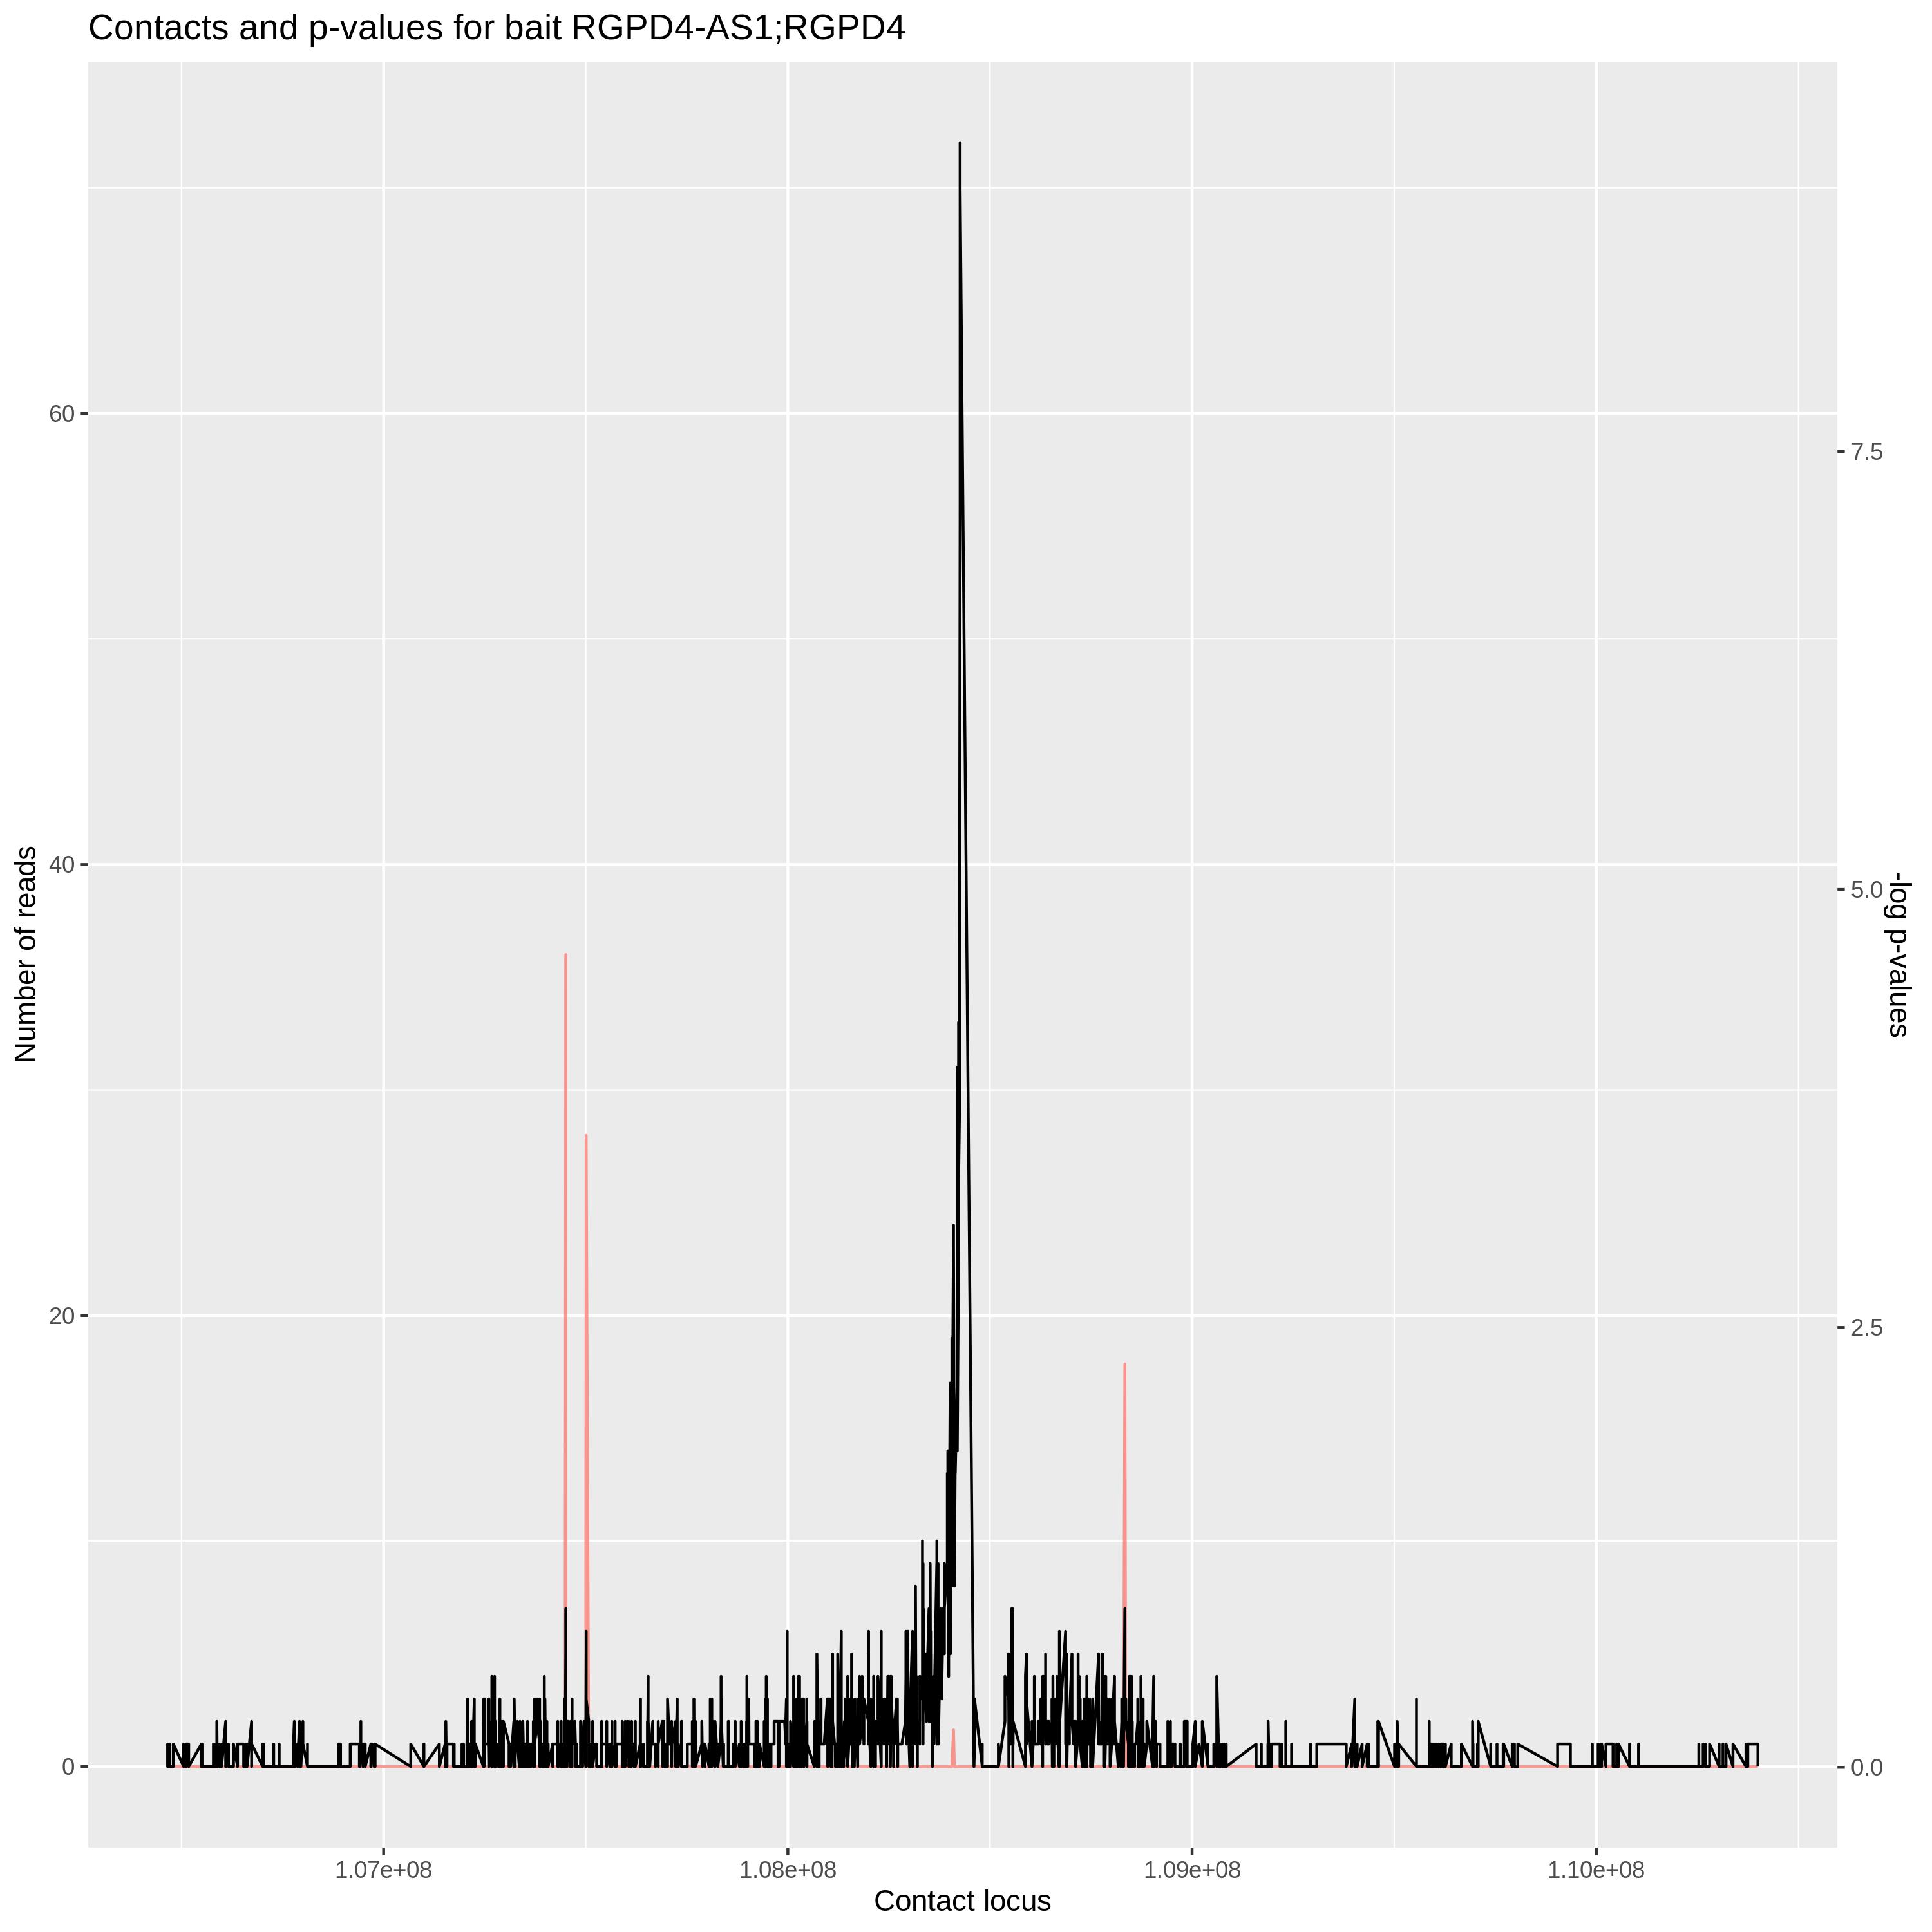 Contacts and p-values for bait RGPD4-AS1;RGPD4
Number of reads
60
40
20
0
7.5
5.0
2.5
0.0
-log p-values
1.07e+08
1.08e+08
1.09e+08
1.10e+08
Contact locus